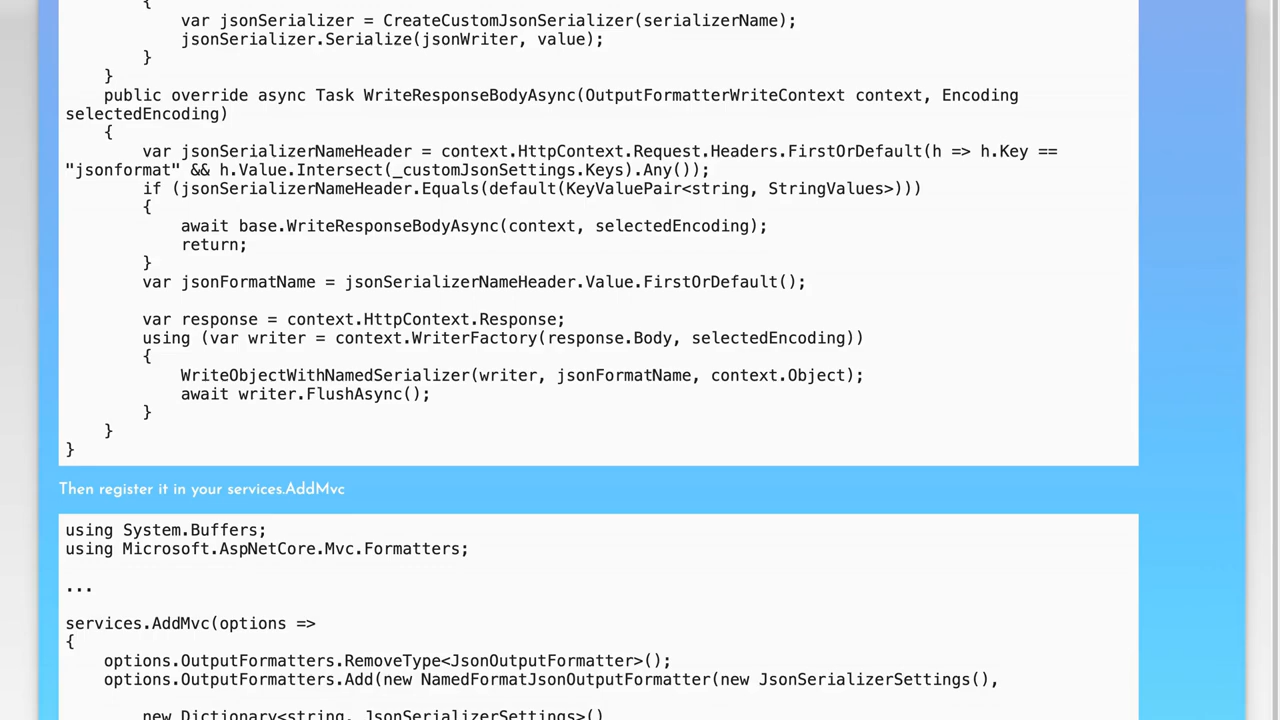 {
var jsonSerializer = CreateCustomJsonSerializer(serializerName);
jsonSerializer.Serialize(jsonWriter, value);
}
}
public override async Task WriteResponseBodyAsync(OutputFormatterWriteContext context, Encoding
selectedEncoding)
{
var jsonSerializerNameHeader = context.HttpContext.Request.Headers.FirstOrDefault(h => h.Key ==
"jsonformat" && h.Value.Intersect(_customJsonSettings.Keys).Any());
if (jsonSerializerNameHeader.Equals(default(KeyValuePair<string, StringValues>)))
{
await base.WriteResponseBodyAsync(context, selectedEncoding);
return;
}
var jsonFormatName = jsonSerializerNameHeader.Value.FirstOrDefault();
var response = context.HttpContext.Response;
using (var writer = context.WriterFactory(response.Body, selectedEncoding))
{
WriteObjectWithNamedSerializer(writer, jsonFormatName, context.Object);
await writer.FlushAsync();
}
}
}
Then register it in your services.AddMvc
using System.Buffers;
using Microsoft.AspNetCore.Mvc.Formatters;
...
services.AddMvc(options =>
{
options.OutputFormatters.RemoveType<JsonOutputFormatter>();
options.OutputFormatters.Add(new NamedFormatJsonOutputFormatter(new JsonSerializerSettings(),
new Dictionary<string, JsonSerializerSettings>()